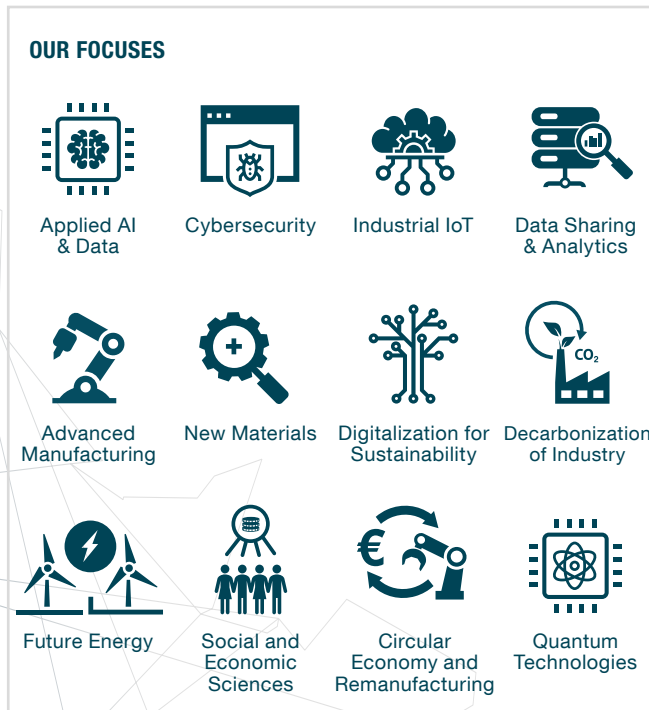 OUR FOCUSES
Applied AI
& Data
Cybersecurity
Industrial IoT
Data Sharing
& Analytics
CO₂
Advanced
Manufacturing
New Materials
Digitalization for
Sustainability
Decarbonization
of Industry
€
Future Energy
Social and
Economic
Sciences
Circular
Economy and
Remanufacturing
Quantum
Technologies